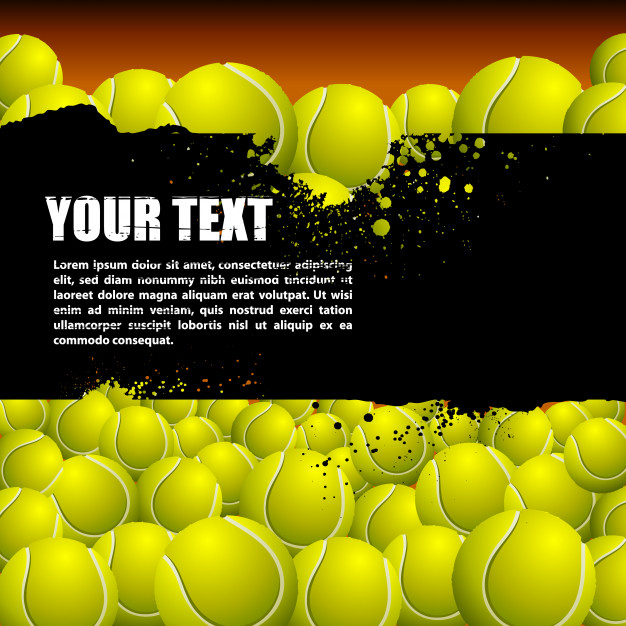 YOUR TEXT
Lorem ipsum dolor sit amet, consectetuer adipiscing
elit, sed diam nonummy nibh euismod tincidunt ut
laoreet dolore magna aliquam erat volutpat. Ut wisi
enim ad minim veniam, quis nostrud exerci tation
ullamcorper suscipit lobortis nisl ut aliquip ex ea
commodo consequat.